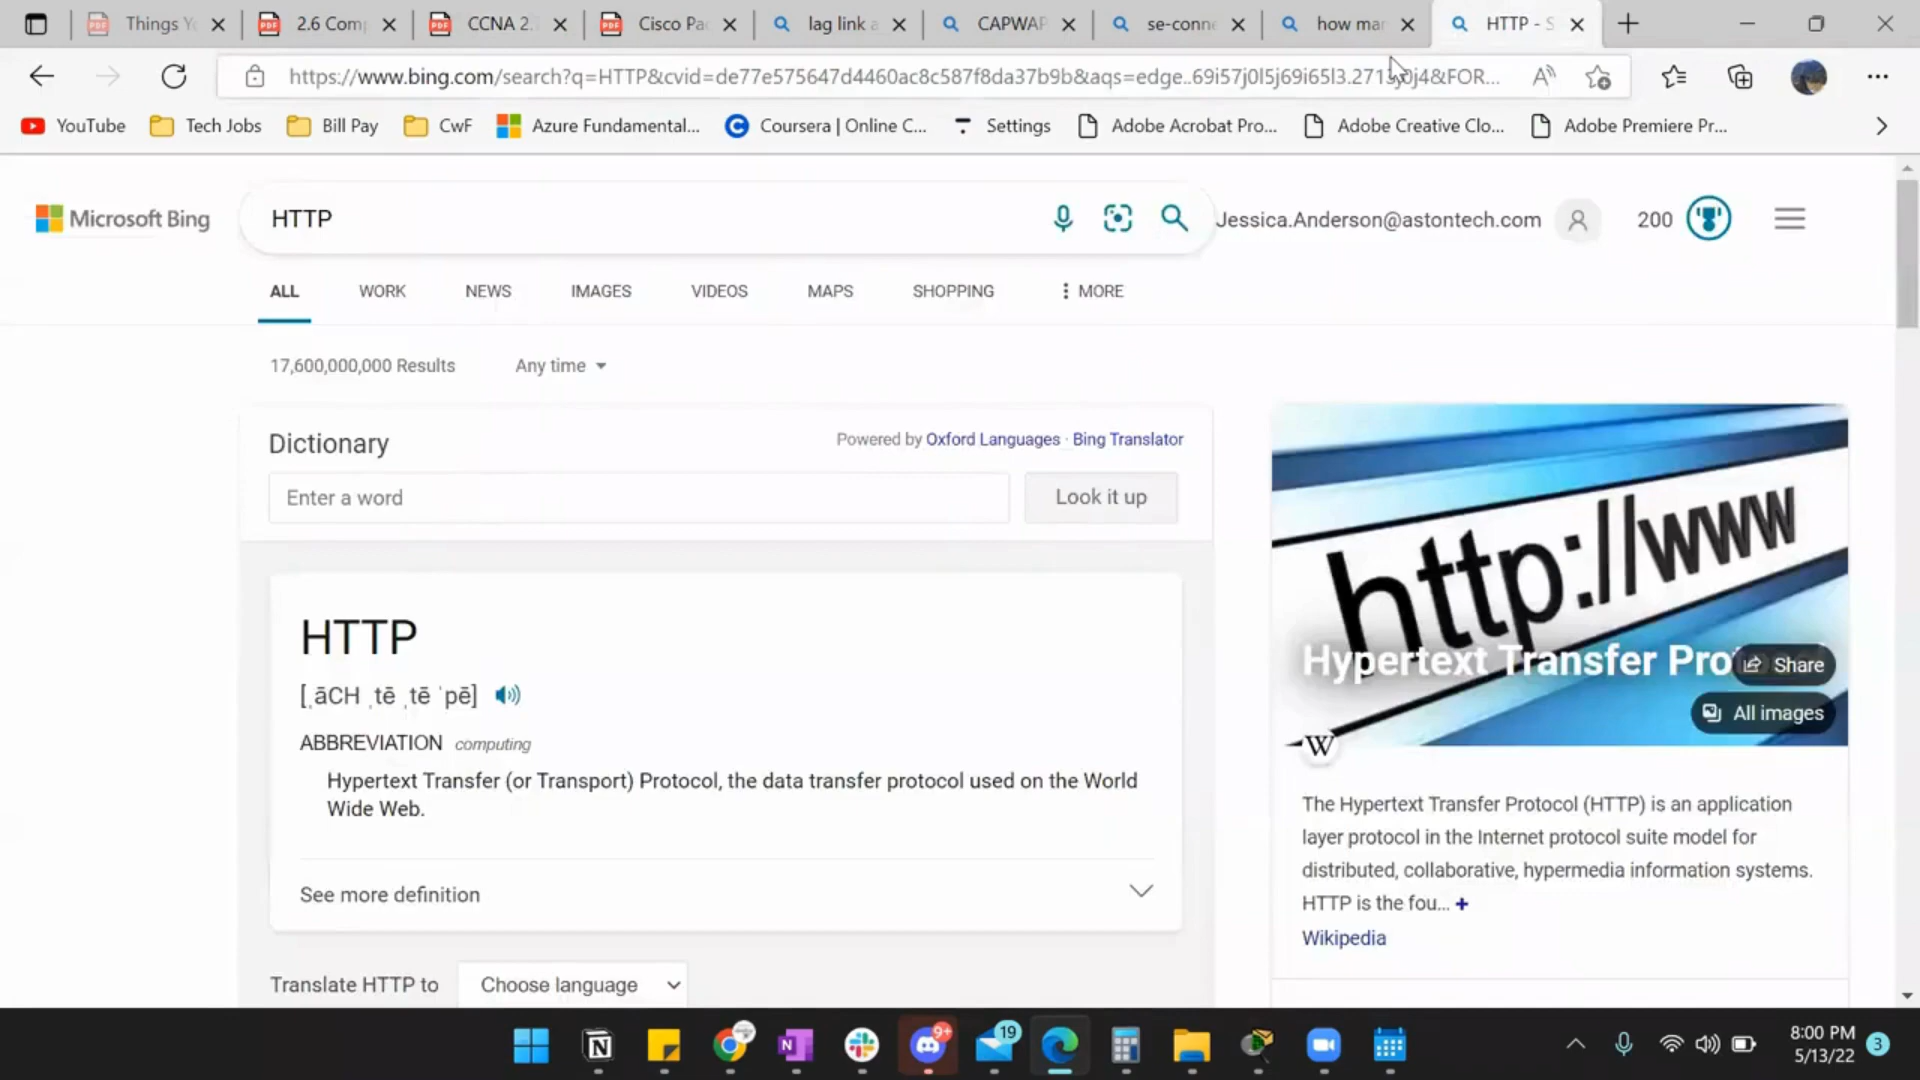 Things Y
2.6 Comp
CCNA 2.
Cisco Pac
lag link a
CAPWAP
se-conne
how mar
HTTP - S
https://www.bing.com/search?q=HTTP&cvid=de77e575647d4460ac8c587f8da37b9b&aqs=edge..69i57j0l5j69i65l3.271 0j4&FOR...
YouTube
Tech Jobs
Bill Pay
CwF
Azure Fundamental...
Coursera | Online C...
Settings
Adobe Acrobat Pro...
Adobe Creative Clo...
Adobe Premiere Pr...
Microsoft Bing
HTTP
Jessica.Anderson@astontech.com
200
ALL
WORK
NEWS
IMAGES
VIDEOS
MAPS
SHOPPING
MORE
17,600,000,000 Results
Any time
Dictionary
Powered by Oxford Languages · Bing Translator
Enter a word
Look it up
HTTP
[ˌāCH ˌtē ˌtē ˈpē]
ABBREVIATION computing
Hypertext Transfer (or Transport) Protocol, the data transfer protocol used on the World
Wide Web.
See more definition
Translate HTTP to
Choose language
http://www
Hypertext Transfer Pro
Share
All images
W
The Hypertext Transfer Protocol (HTTP) is an application
layer protocol in the Internet protocol suite model for
distributed, collaborative, hypermedia information systems.
HTTP is the fou... +
Wikipedia
9+
19
8:00 PM
5/13/22
3